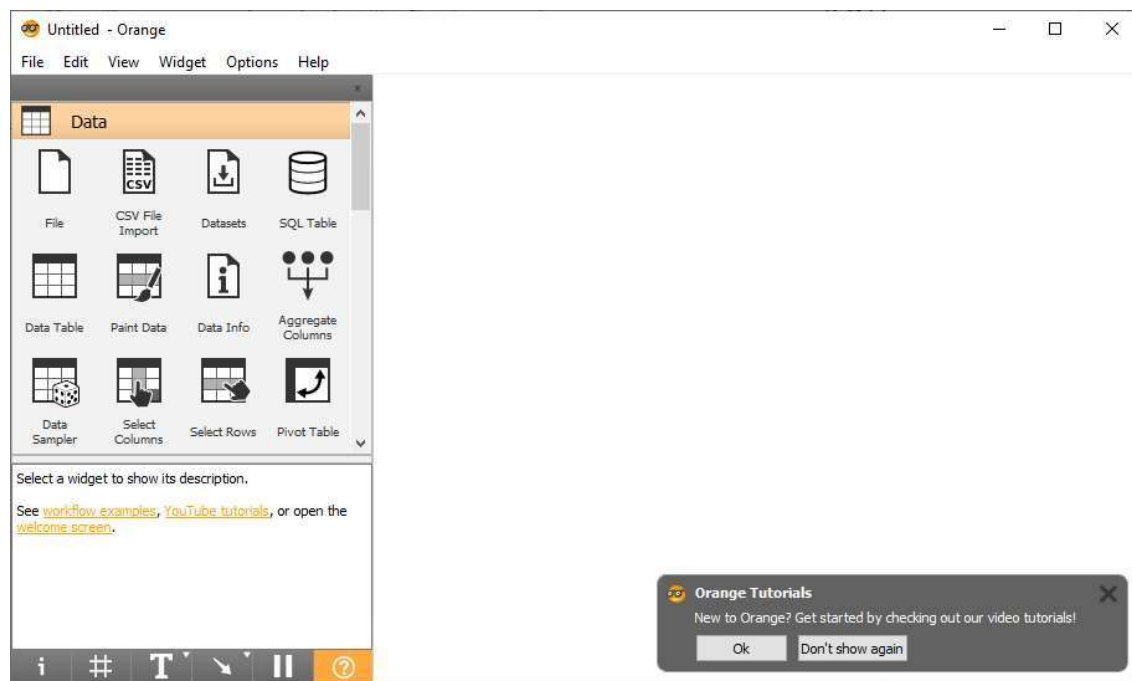 Untitled - Orange
File Edit View Widget Options Help
Data
File
CSV
CSV File
Import
Datasets
SQL Table
Data Table
Paint Data
Data Info
Aggregate
Columns
Data
Sampler
Select
Columns
Select Rows
Pivot Table
Select a widget to show its description.
See workflow examples, YouTube tutorials, or open the
welcome screen.
Orange Tutorials
New to Orange? Get started by checking out our video tutorials!
Ok Don't show again
i # T ?